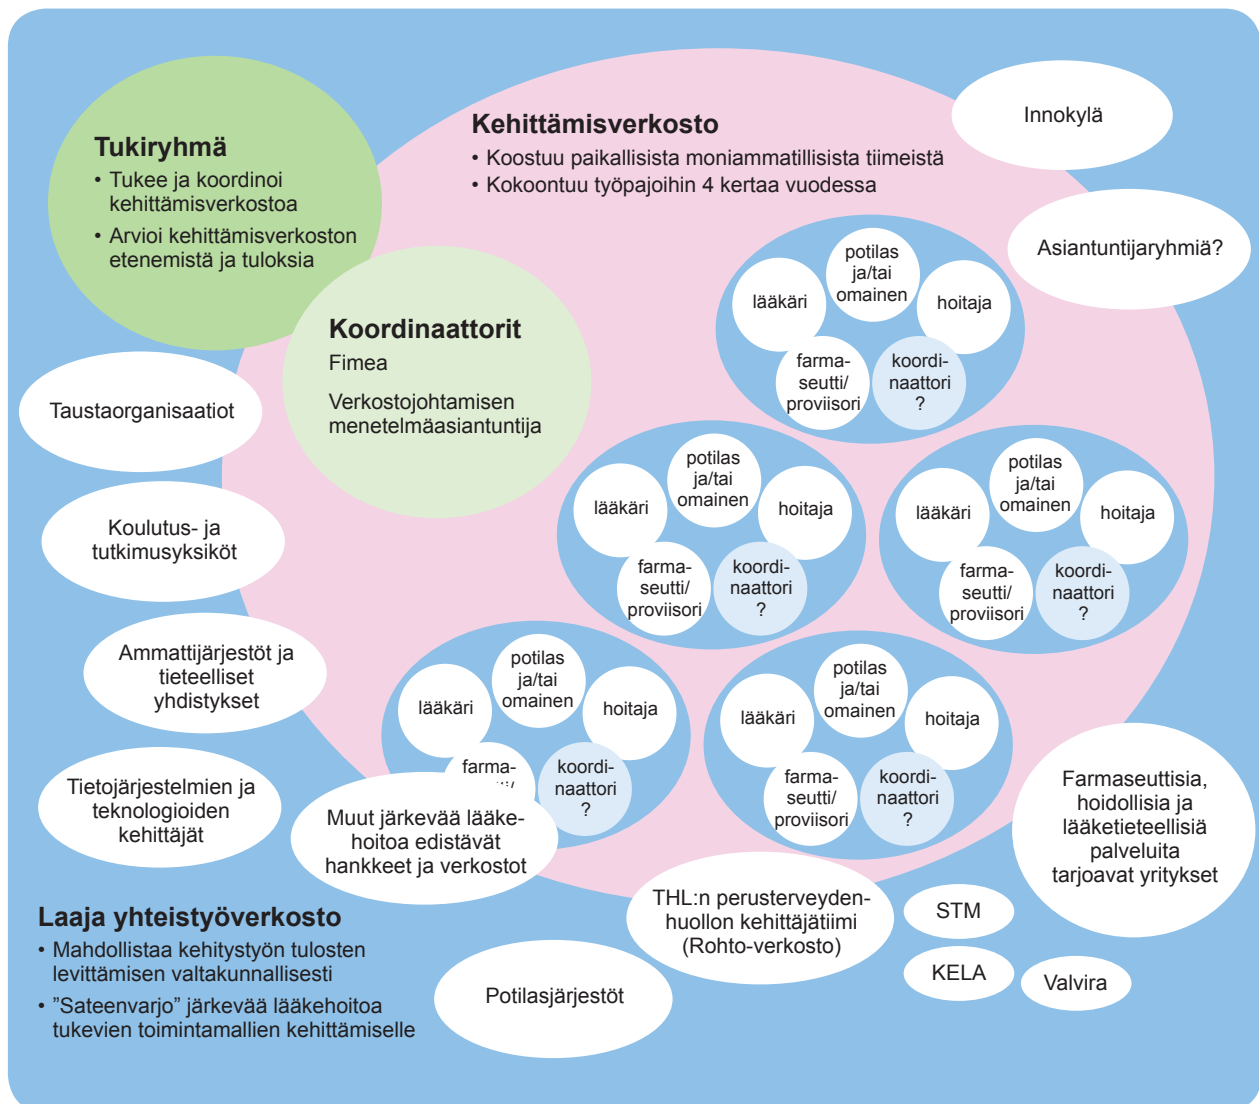 Tukiryhmä
• Tukee ja koordinoi
kehittämisverkostoa
• Arvioi kehittämisverkoston
etenemistä ja tuloksia
Kehittämisverkosto
• Koostuu paikallisista moniammatillisista tiimeistä
• Kokoontuu työpajoihin 4 kertaa vuodessa
Innokylä
Asiantuntijaryhmiä?
Koordinaattorit
Fimea
Verkostojohtamisen
menetelmäasiantuntija
lääkäri
potilas
ja/tai
omainen
hoitaja
farma-
seutti/
proviisori
koordi-
naattori
?
Taustaorganisaatiot
Koulutus- ja
tutkimusyksiköt
Ammattijärjestöt ja
tieteelliset
yhdistykset
Tietojärjestelmien ja
teknologioiden
kehittäjät
lääkäri
potilas
ja/tai
omainen
hoitaja
farma-
seutti/
proviisori
koordi-
naattori
?
lääkäri
potilas
ja/tai
omainen
hoitaja
farma-
seutti/
proviisori
koordi-
naattori
?
lääkäri
potilas
ja/tai
omainen
hoitaja
farma-
koordi-
naattori
?
lääkäri
potilas
ja/tai
omainen
hoitaja
farma-
seutti/
proviisori
koordi-
naattori
?
Muut järkevää lääke-
hoitoa edistävät
hankkeet ja verkostot
Farmaseuttisia,
hoidollisia ja
lääketieteellisiä
palveluita
tarjoavat yritykset
THL:n perusterveyden-
huollon kehittäjätiimi
(Rohto-verkosto)
STM
KELA
Valvira
Potilasjärjestöt
Laaja yhteistyöverkosto
• Mahdollistaa kehitystyön tulosten
levittämisen valtakunnallisesti
• ”Sateenvarjo” järkevää lääkehoitoa
tukevien toimintamallien kehittämiselle